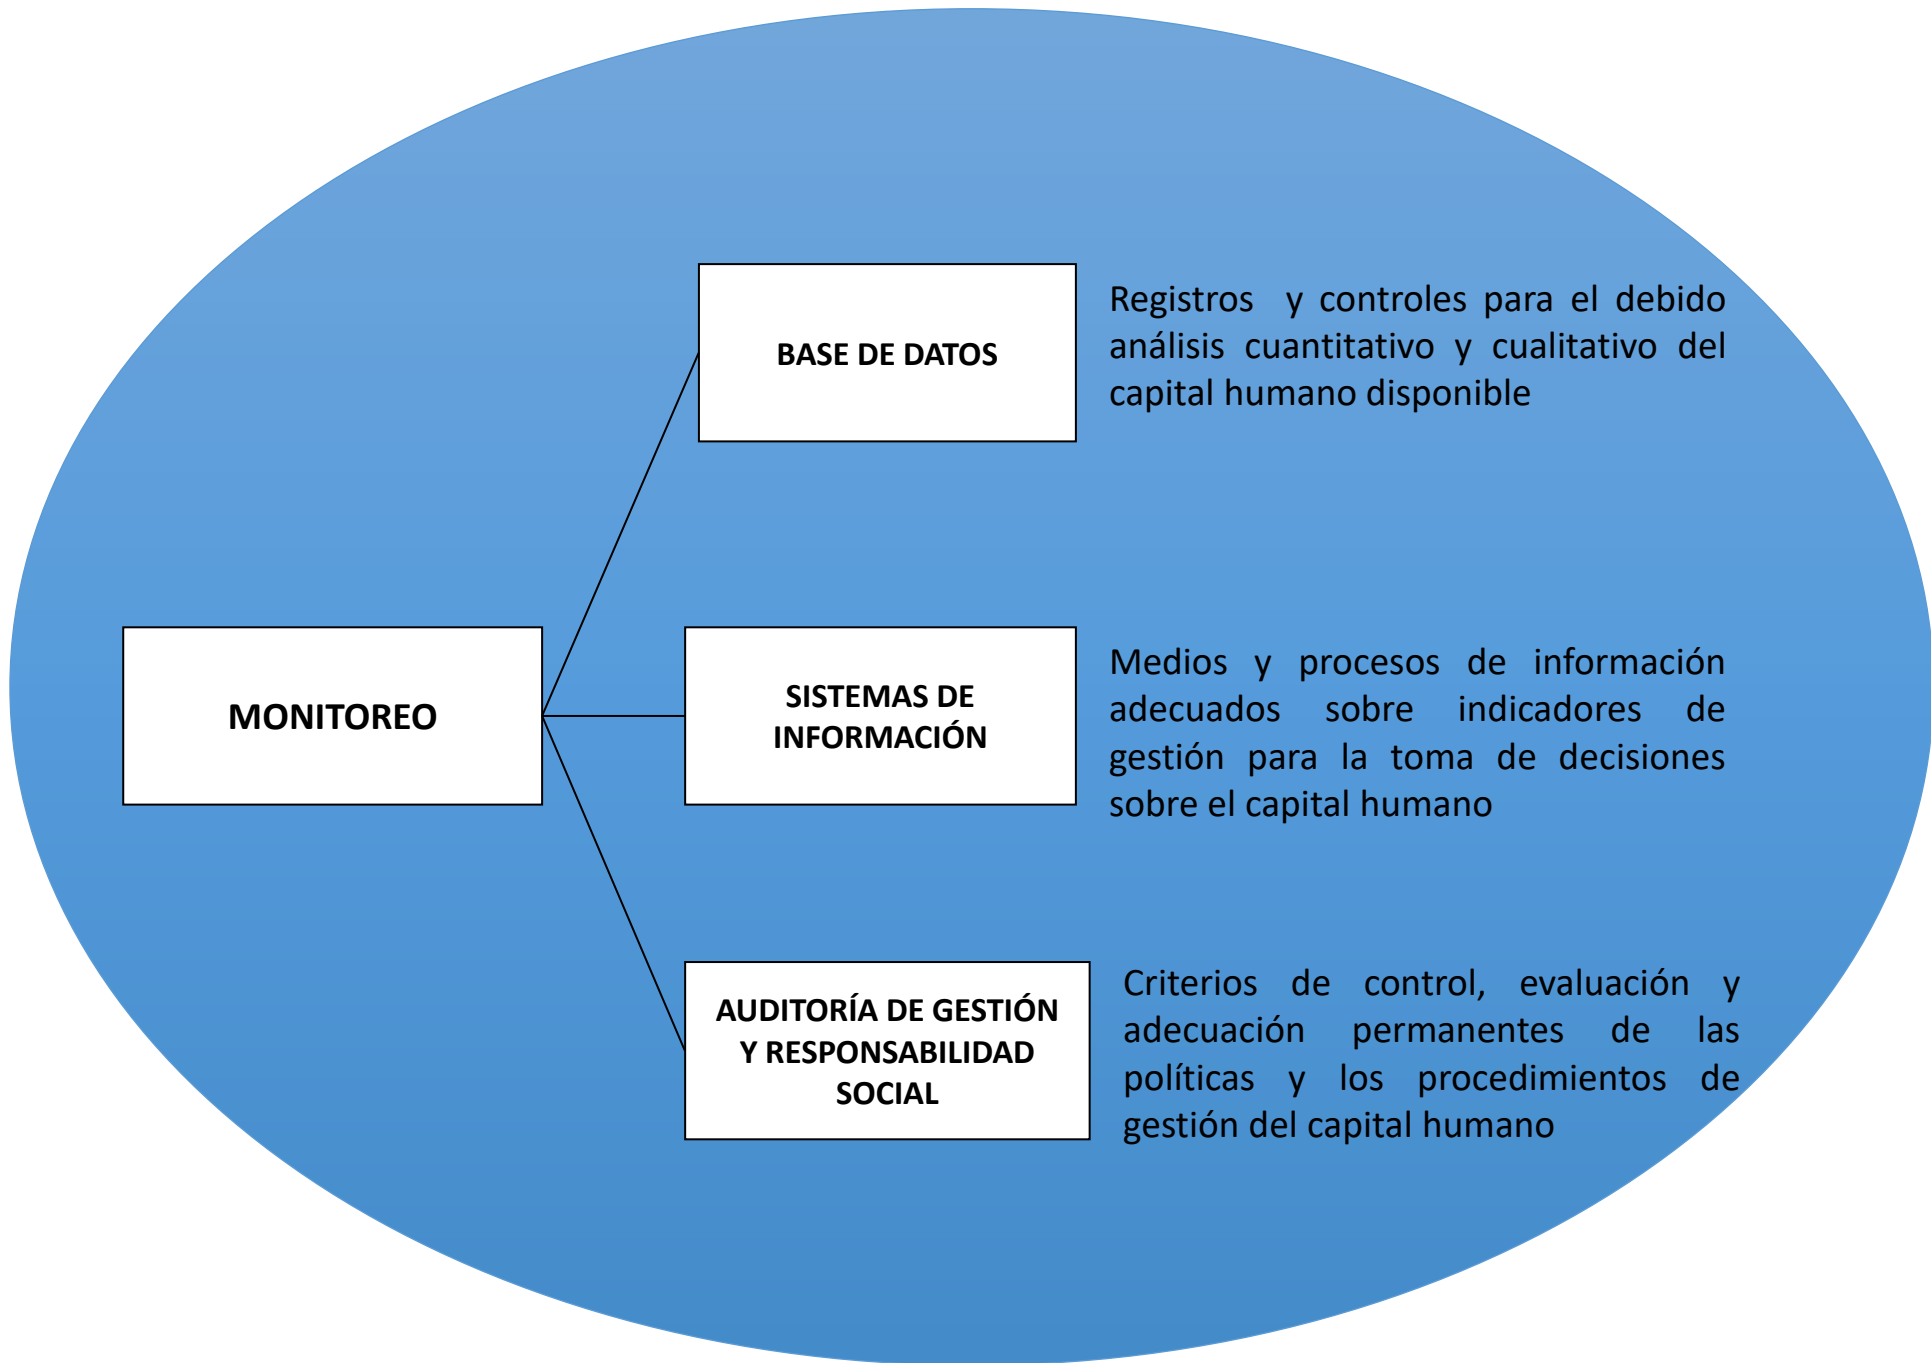 BASE DE DATOS
Registros y controles para el debido
análisis cuantitativo y cualitativo del
capital humano disponible
MONITOREO
SISTEMAS DE
INFORMACIÓN
Medios y procesos de información
adecuados sobre indicadores de
gestión para la toma de decisiones
sobre el capital humano
AUDITORÍA DE GESTIÓN
Y RESPONSABILIDAD
SOCIAL
Criterios de control, evaluación y
adecuación permanentes de las
políticas y los procedimientos de
gestión del capital humano